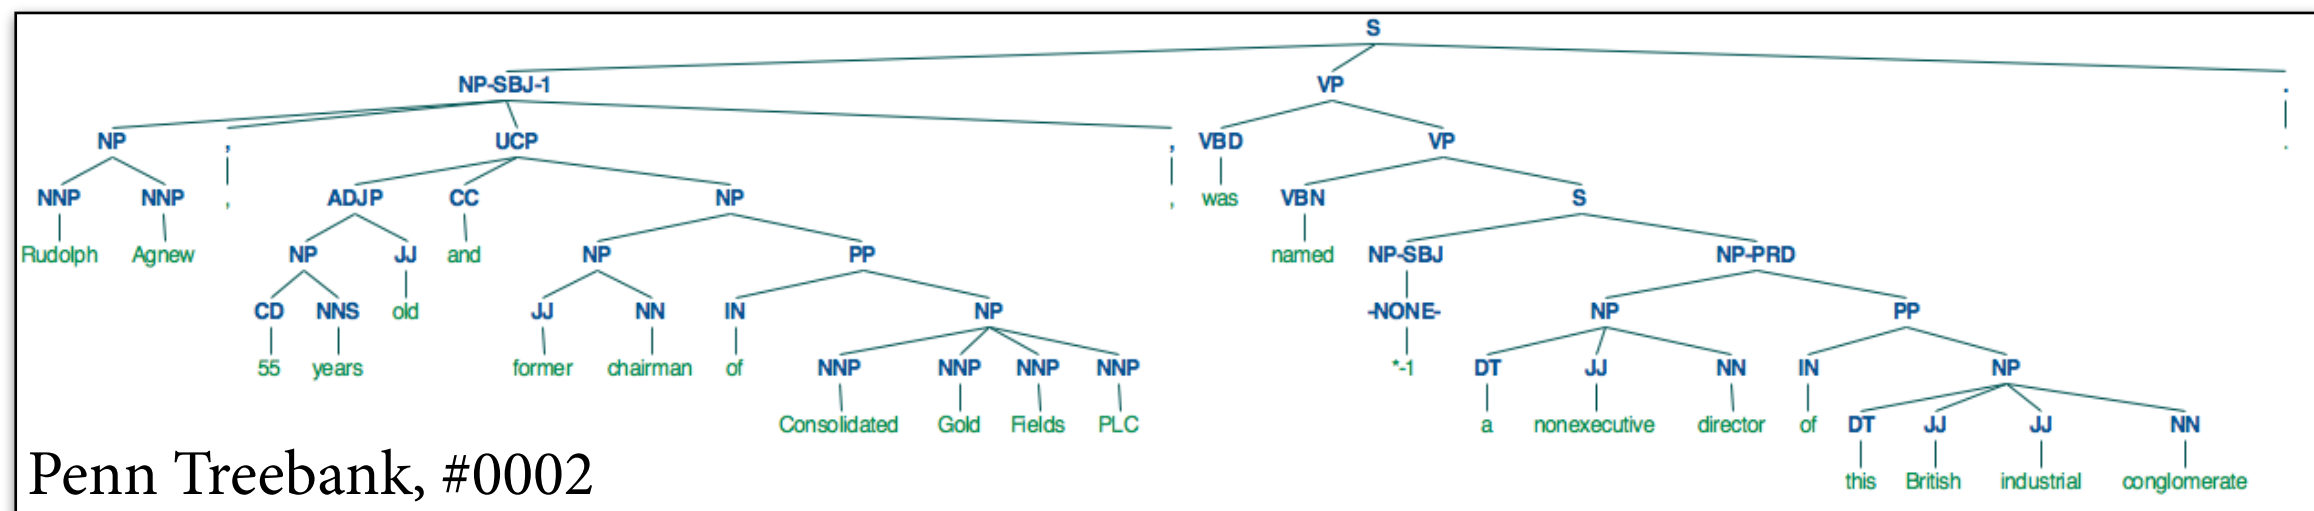 S
NP-SBJ-1 VP .
NP , UCP , VBD VP .
NNP NNP , ADJP CC NP , was VBN S
Rudolph Agnew NP JJ and NP PP named NP-SBJ NP-PRD
CD NNS old JJ NN IN NP -NONE- NP PP
55 years former chairman of NNP NNP NNP NNP *-1 DT JJ NN IN NP
Consolidated Gold Fields PLC a nonexecutive director of DT JJ JJ NN
Penn Treebank, #0002 this British industrial conglomerate